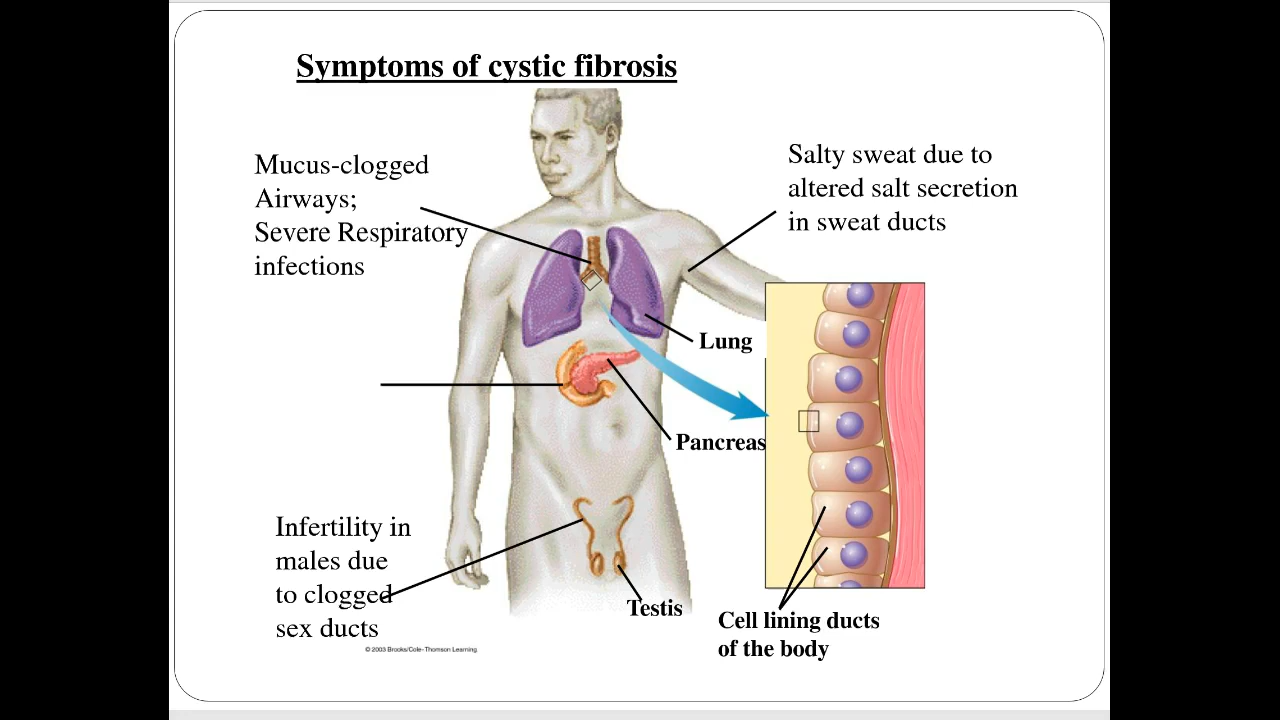 Symptoms of cystic fibrosis
Mucus-clogged
Airways;
Severe Respiratory
infections
Salty sweat due to
altered salt secretion
in sweat ducts
Lung
Pancreas
Infertility in
males due
to clogged
sex ducts
Testis
Cell lining ducts
of the body
© 2003 Brooks/Cole-Thomson Learning